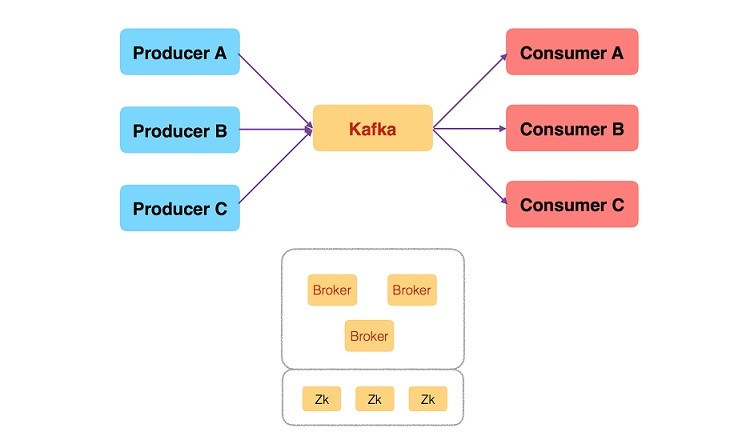 Producer A
Consumer A
Producer B
Kafka
Consumer B
Producer C
Consumer C
Broker
Broker
Broker
Zk
Zk
Zk